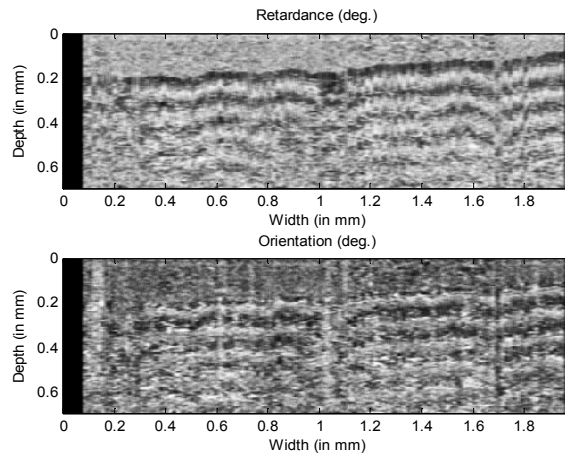 Retardance (deg.)
0
0.2
0.4
0.6
Depth (in mm)
0 0.2 0.4 0.6 0.8 1 1.2 1.4 1.6 1.8
Width (in mm)
Orientation (deg.)
0
0.2
0.4
0.6
Depth (in mm)
0 0.2 0.4 0.6 0.8 1 1.2 1.4 1.6 1.8
Width (in mm)